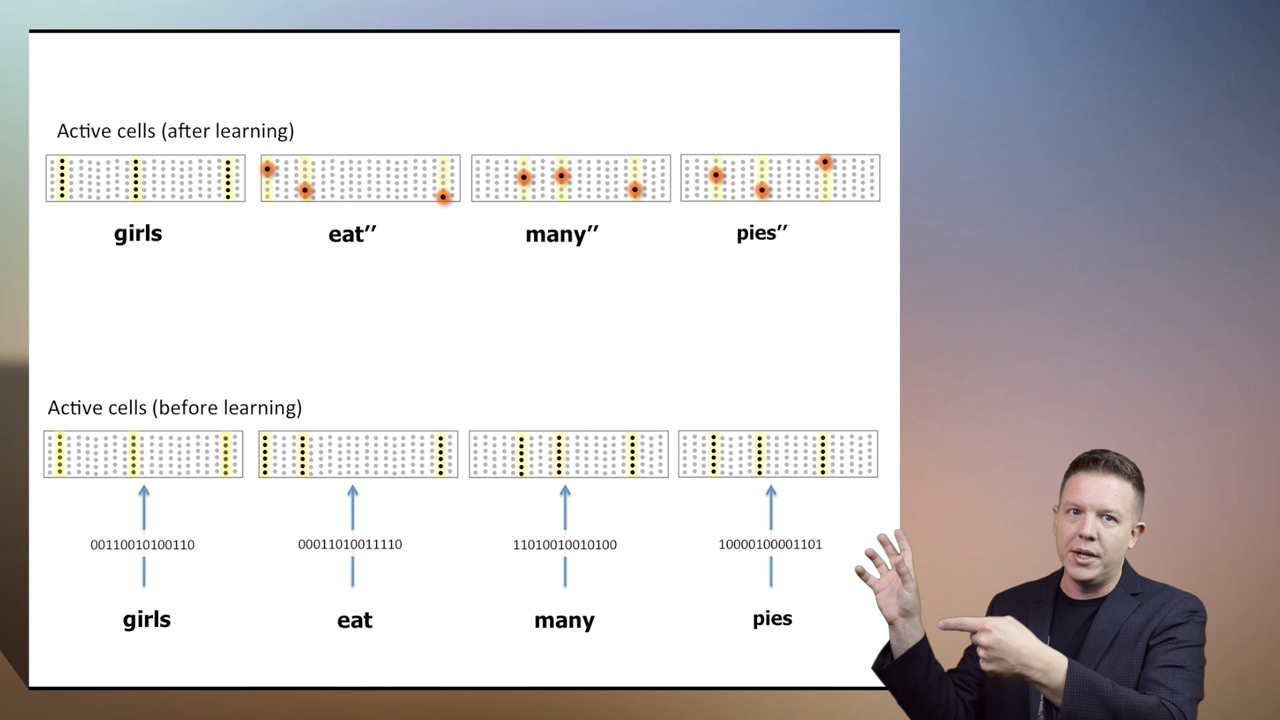 Active cells (after learning)
girls eat’’ many’’ pies’’
Active cells (before learning)
00110010100110 00011010011110 11010010010100 10000100001101
girls eat many pies